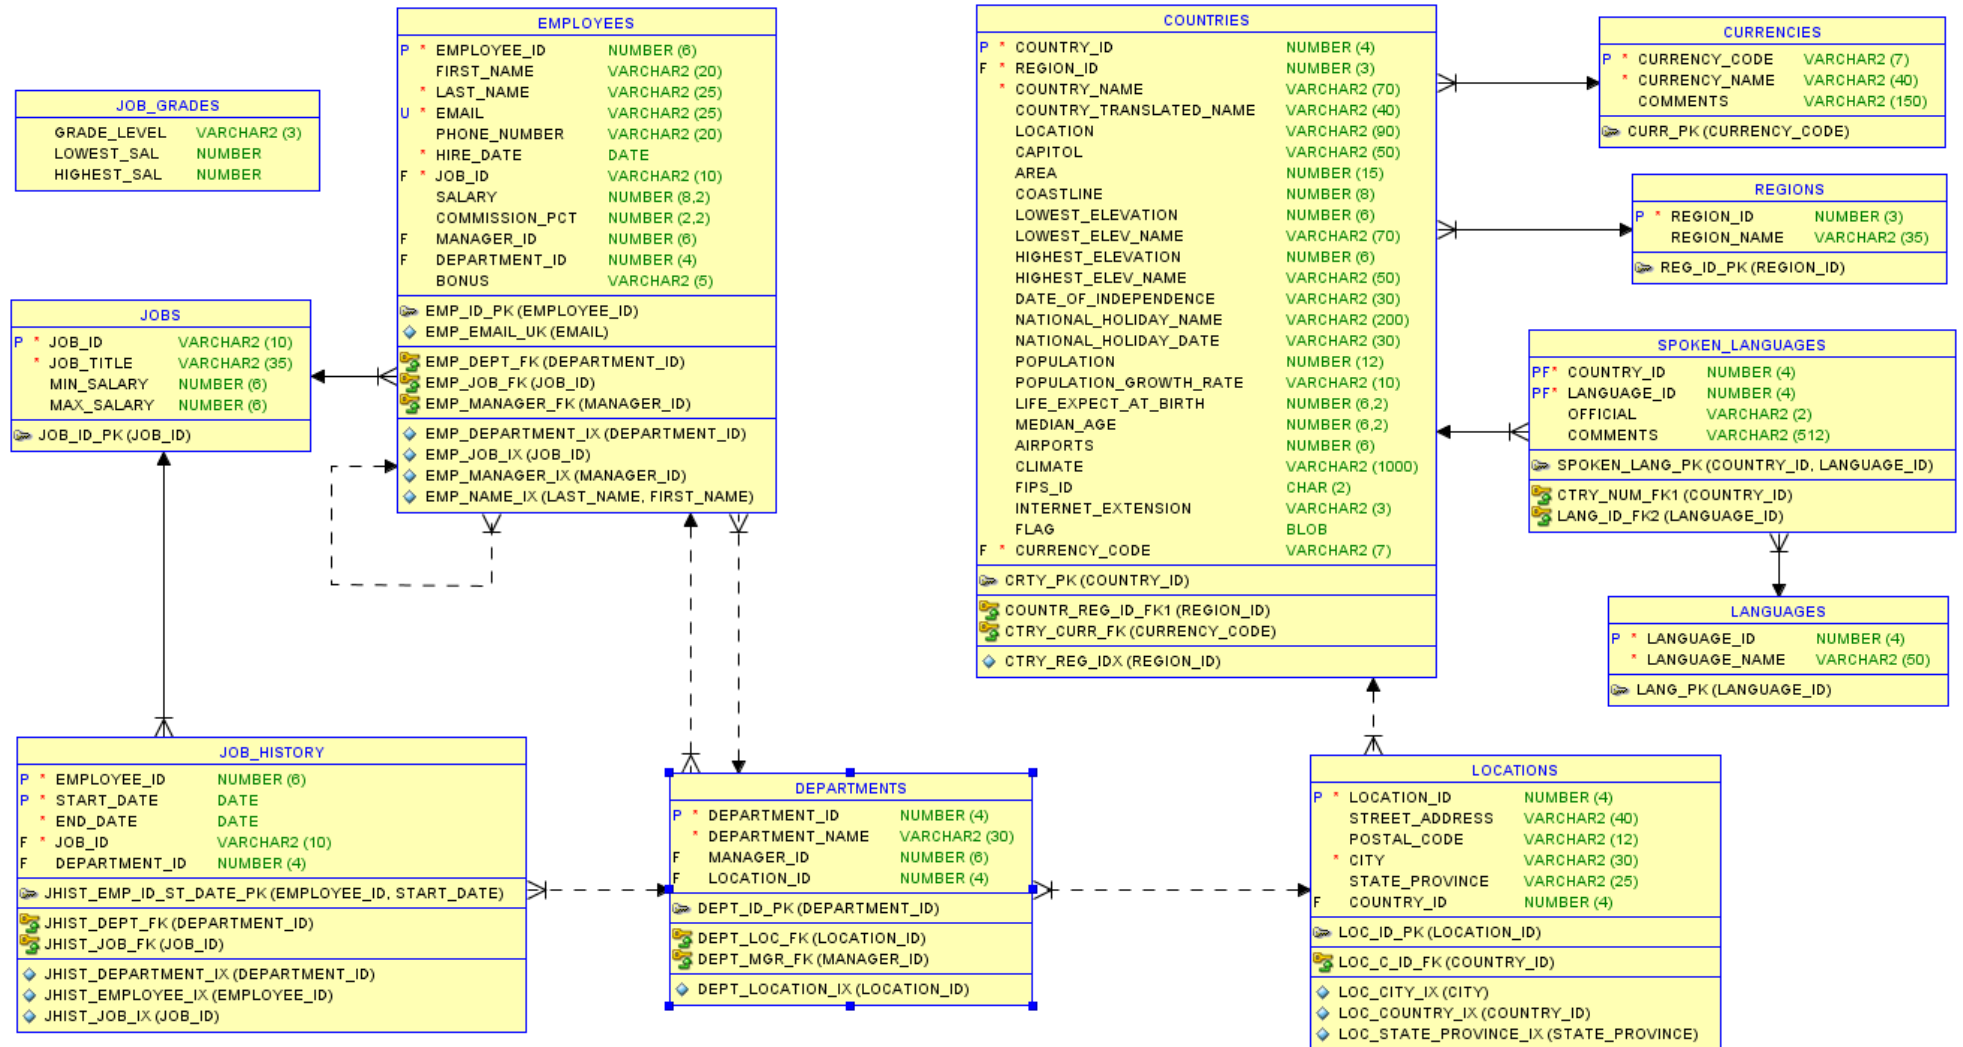 JOB_GRADES
GRADE_LEVEL VARCHAR2 (3)
LOWEST_SAL NUMBER
HIGHEST_SAL NUMBER
EMPLOYEES
P * EMPLOYEE_ID NUMBER (6)
FIRST_NAME VARCHAR2 (20)
* LAST_NAME VARCHAR2 (25)
U * EMAIL VARCHAR2 (25)
PHONE_NUMBER VARCHAR2 (20)
* HIRE_DATE DATE
F * JOB_ID VARCHAR2 (10)
SALARY NUMBER (8,2)
COMMISSION_PCT NUMBER (2,2)
F MANAGER_ID NUMBER (6)
F DEPARTMENT_ID NUMBER (4)
BONUS VARCHAR2 (5)
EMP_ID_PK (EMPLOYEE_ID)
EMP_EMAIL_UK (EMAIL)
EMP_DEPT_FK (DEPARTMENT_ID)
EMP_JOB_FK (JOB_ID)
EMP_MANAGER_FK (MANAGER_ID)
EMP_DEPARTMENT_IX (DEPARTMENT_ID)
EMP_JOB_IX (JOB_ID)
EMP_MANAGER_IX (MANAGER_ID)
EMP_NAME_IX (LAST_NAME, FIRST_NAME)
COUNTRIES
P * COUNTRY_ID NUMBER (4)
F * REGION_ID NUMBER (3)
* COUNTRY_NAME VARCHAR2 (70)
COUNTRY_TRANSLATED_NAME VARCHAR2 (40)
LOCATION VARCHAR2 (90)
CAPITOL VARCHAR2 (50)
AREA NUMBER (15)
COASTLINE NUMBER (8)
LOWEST_ELEVATION NUMBER (6)
LOWEST_ELEV_NAME VARCHAR2 (70)
HIGHEST_ELEVATION NUMBER (6)
HIGHEST_ELEV_NAME VARCHAR2 (50)
DATE_OF_INDEPENDENCE VARCHAR2 (30)
NATIONAL_HOLIDAY_NAME VARCHAR2 (200)
NATIONAL_HOLIDAY_DATE VARCHAR2 (30)
POPULATION NUMBER (12)
POPULATION_GROWTH_RATE VARCHAR2 (10)
LIFE_EXPECT_AT_BIRTH NUMBER (6,2)
MEDIAN_AGE NUMBER (6,2)
AIRPORTS NUMBER (6)
CLIMATE VARCHAR2 (1000)
FIPS_ID CHAR (2)
INTERNET_EXTENSION VARCHAR2 (3)
FLAG BLOB
F * CURRENCY_CODE VARCHAR2 (7)
CRTY_PK (COUNTRY_ID)
COUNTR_REG_ID_FK1 (REGION_ID)
CTRY_CURR_FK (CURRENCY_CODE)
CTRY_REG_IDX (REGION_ID)
CURRENCIES
P * CURRENCY_CODE VARCHAR2 (7)
* CURRENCY_NAME VARCHAR2 (40)
COMMENTS VARCHAR2 (150)
CURR_PK (CURRENCY_CODE)
REGIONS
P * REGION_ID NUMBER (3)
REGION_NAME VARCHAR2 (35)
REG_ID_PK (REGION_ID)
JOBS
P * JOB_ID VARCHAR2 (10)
* JOB_TITLE VARCHAR2 (35)
MIN_SALARY NUMBER (6)
MAX_SALARY NUMBER (6)
JOB_ID_PK (JOB_ID)
SPOKEN_LANGUAGES
PF* COUNTRY_ID NUMBER (4)
PF* LANGUAGE_ID NUMBER (4)
OFFICIAL VARCHAR2 (2)
COMMENTS VARCHAR2 (512)
SPOKEN_LANG_PK (COUNTRY_ID, LANGUAGE_ID)
CTRY_NUM_FK1 (COUNTRY_ID)
LANG_ID_FK2 (LANGUAGE_ID)
LANGUAGES
P * LANGUAGE_ID NUMBER (4)
* LANGUAGE_NAME VARCHAR2 (50)
LANG_PK (LANGUAGE_ID)
JOB_HISTORY
P * EMPLOYEE_ID NUMBER (6)
P * START_DATE DATE
* END_DATE DATE
F * JOB_ID VARCHAR2 (10)
F DEPARTMENT_ID NUMBER (4)
JHIST_EMP_ID_ST_DATE_PK (EMPLOYEE_ID, START_DATE)
JHIST_DEPT_FK (DEPARTMENT_ID)
JHIST_JOB_FK (JOB_ID)
JHIST_DEPARTMENT_IX (DEPARTMENT_ID)
JHIST_EMPLOYEE_IX (EMPLOYEE_ID)
JHIST_JOB_IX (JOB_ID)
DEPARTMENTS
P * DEPARTMENT_ID NUMBER (4)
* DEPARTMENT_NAME VARCHAR2 (30)
F MANAGER_ID NUMBER (6)
F LOCATION_ID NUMBER (4)
DEPT_ID_PK (DEPARTMENT_ID)
DEPT_LOC_FK (LOCATION_ID)
DEPT_MGR_FK (MANAGER_ID)
DEPT_LOCATION_IX (LOCATION_ID)
LOCATIONS
P * LOCATION_ID NUMBER (4)
STREET_ADDRESS VARCHAR2 (40)
POSTAL_CODE VARCHAR2 (12)
* CITY VARCHAR2 (30)
STATE_PROVINCE VARCHAR2 (25)
F COUNTRY_ID NUMBER (4)
LOC_ID_PK (LOCATION_ID)
LOC_C_ID_FK (COUNTRY_ID)
LOC_CITY_IX (CITY)
LOC_COUNTRY_IX (COUNTRY_ID)
LOC_STATE_PROVINCE_IX (STATE_PROVINCE)